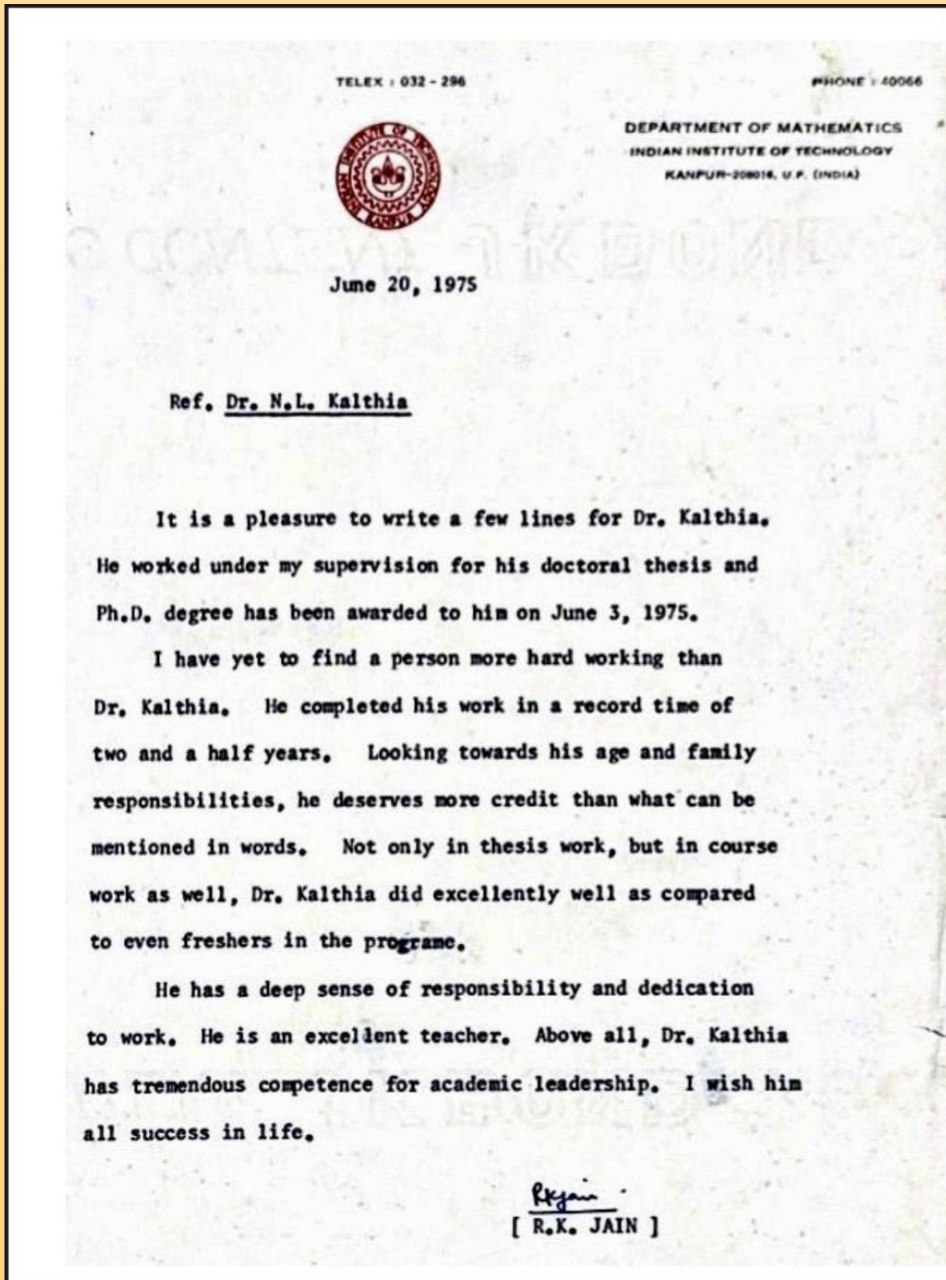 TELEX : 032 - 296
PHONE : 40066
DEPARTMENT OF MATHEMATICS
INDIAN INSTITUTE OF TECHNOLOGY
KANPUR-208016, U.P. (INDIA)
INDIAN INSTITUTE OF TECHNOLOGY
KANPUR
June 20, 1975
Ref. Dr. N.L. Kalthia
It is a pleasure to write a few lines for Dr. Kalthia.
He worked under my supervision for his doctoral thesis and
Ph.D. degree has been awarded to him on June 3, 1975.
I have yet to find a person more hard working than
Dr. Kalthia. He completed his work in a record time of
two and a half years. Looking towards his age and family
responsibilities, he deserves more credit than what can be
mentioned in words. Not only in thesis work, but in course
work as well, Dr. Kalthia did excellently well as compared
to even freshers in the programe.
He has a deep sense of responsibility and dedication
to work. He is an excellent teacher. Above all, Dr. Kalthia
has tremendous competence for academic leadership. I wish him
all success in life.
RKJain
[ R.K. JAIN ]